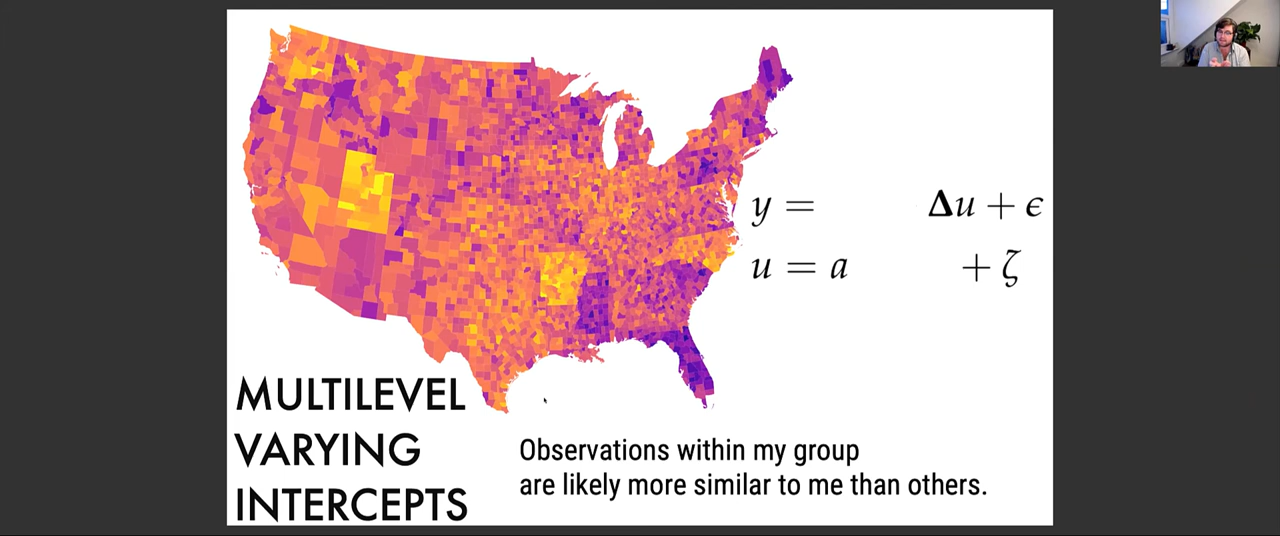 y = Δu + ϵ
u = a + ζ
MULTILEVEL
VARYING
INTERCEPTS
Observations within my group
are likely more similar to me than others.